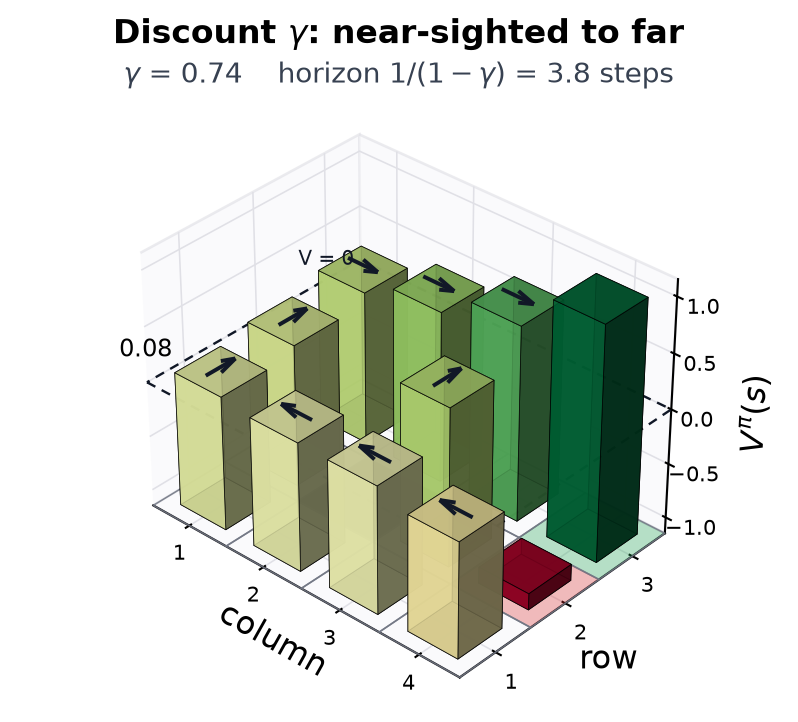 Discount γ: near-sighted to far
γ = 0.74 horizon 1/(1 − γ) = 3.8 steps
V = 0
0.08
1.0
0.5
0.0
−0.5
−1.0
V^π(s)
1
2
3
4
column
1
2
3
row